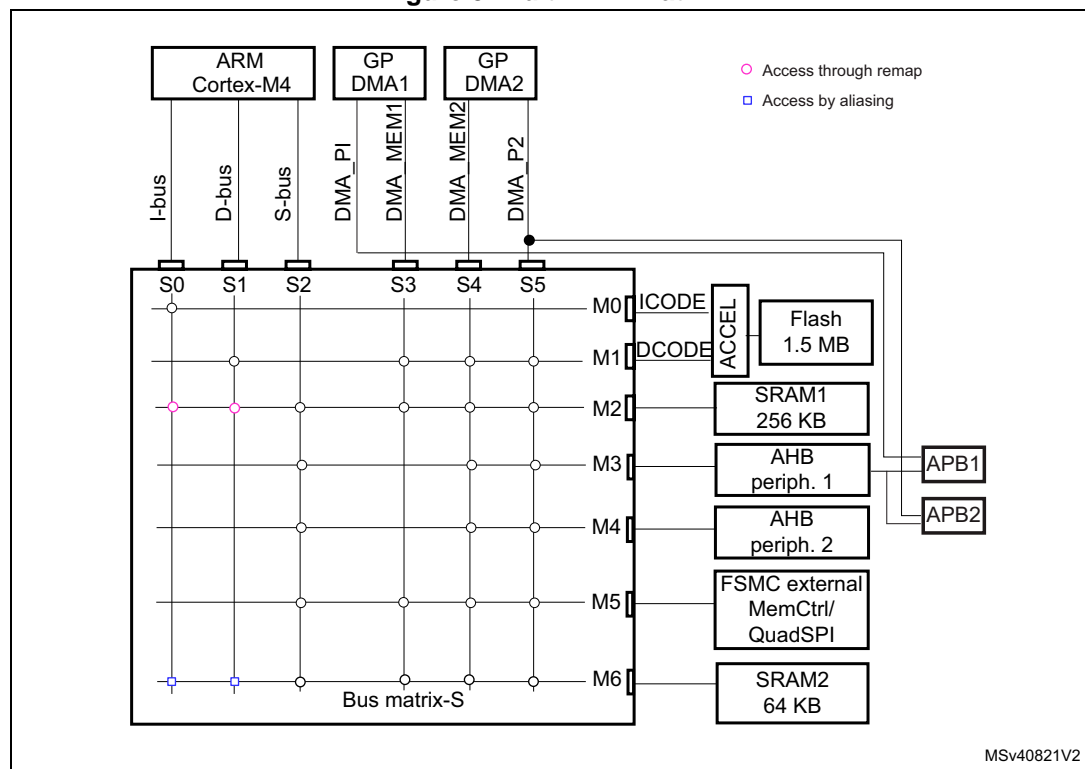 ARM
Cortex-M4
GP
DMA1
GP
DMA2
Access through remap
Access by aliasing
I-bus
D-bus
S-bus
DMA_PI
DMA_MEM1
DMA_MEM2
DMA_P2
S0 S1 S2 S3 S4 S5
M0 ICODE
M1 DCODE
ACCEL
Flash
1.5 MB
M2
SRAM1
256 KB
M3
AHB
periph. 1
APB1
APB2
M4
AHB
periph. 2
M5
FSMC external
MemCtrl/
QuadSPI
M6
SRAM2
64 KB
Bus matrix-S
MSv40821V2